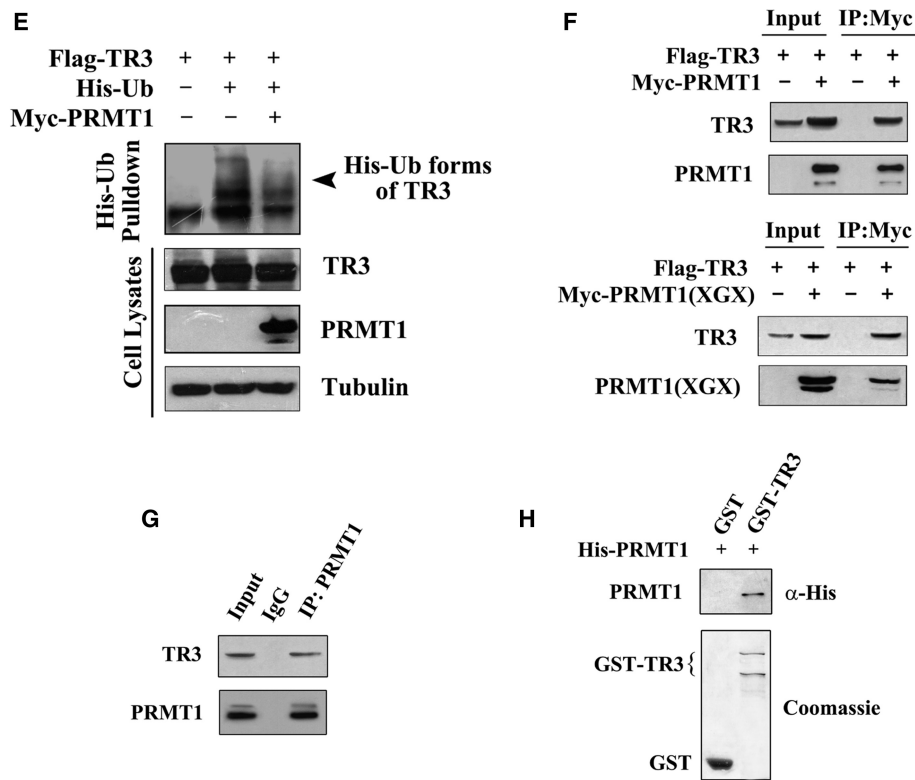 E
Flag-TR3 + + +
His-Ub − + +
Myc-PRMT1 − − +
His-Ub Pulldown
His-Ub forms
of TR3
Cell Lysates
TR3
PRMT1
Tubulin
F
Input IP:Myc
Flag-TR3 + + + +
Myc-PRMT1 − + − +
TR3
PRMT1
Input IP:Myc
Flag-TR3 + + + +
Myc-PRMT1(XGX) − + − +
TR3
PRMT1(XGX)
G
Input IgG IP: PRMT1
TR3
PRMT1
H
GST GST-TR3
His-PRMT1 + +
PRMT1 α-His
GST-TR3 {
Coomassie
GST